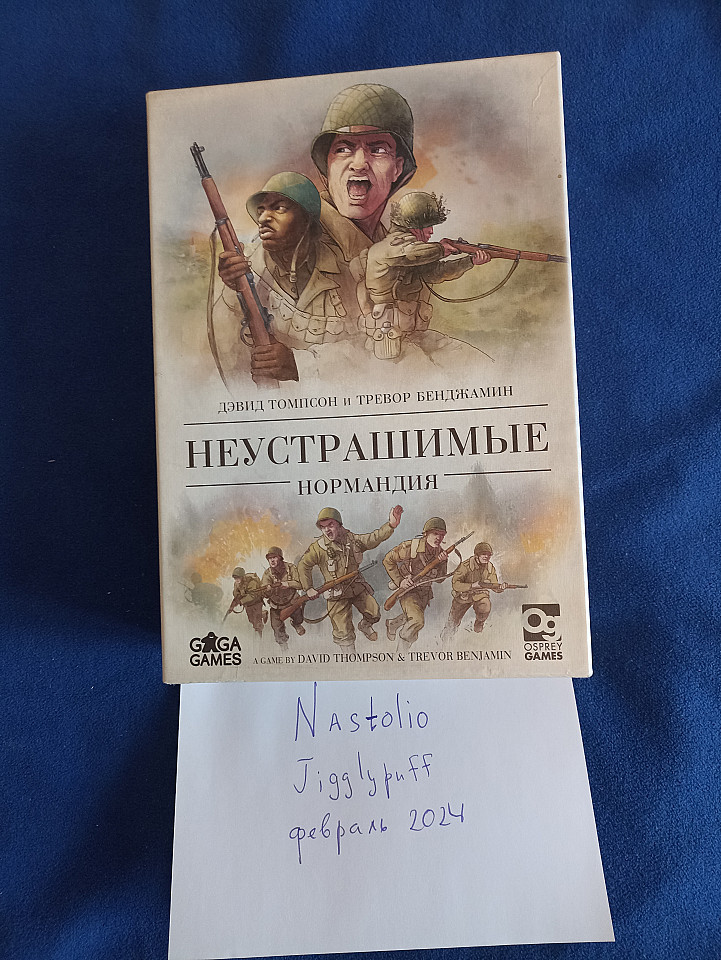 ДЭВИД ТОМПСОН И ТРЕВОР БЕНДЖАМИН
НЕУСТРАШИМЫЕ
НОРМАНДИЯ
GAGA
GAMES
A GAME BY DAVID THOMPSON & TREVOR BENJAMIN
Og
OSPREY
GAMES
Nastolio
Jigglypuff
февраль 2024